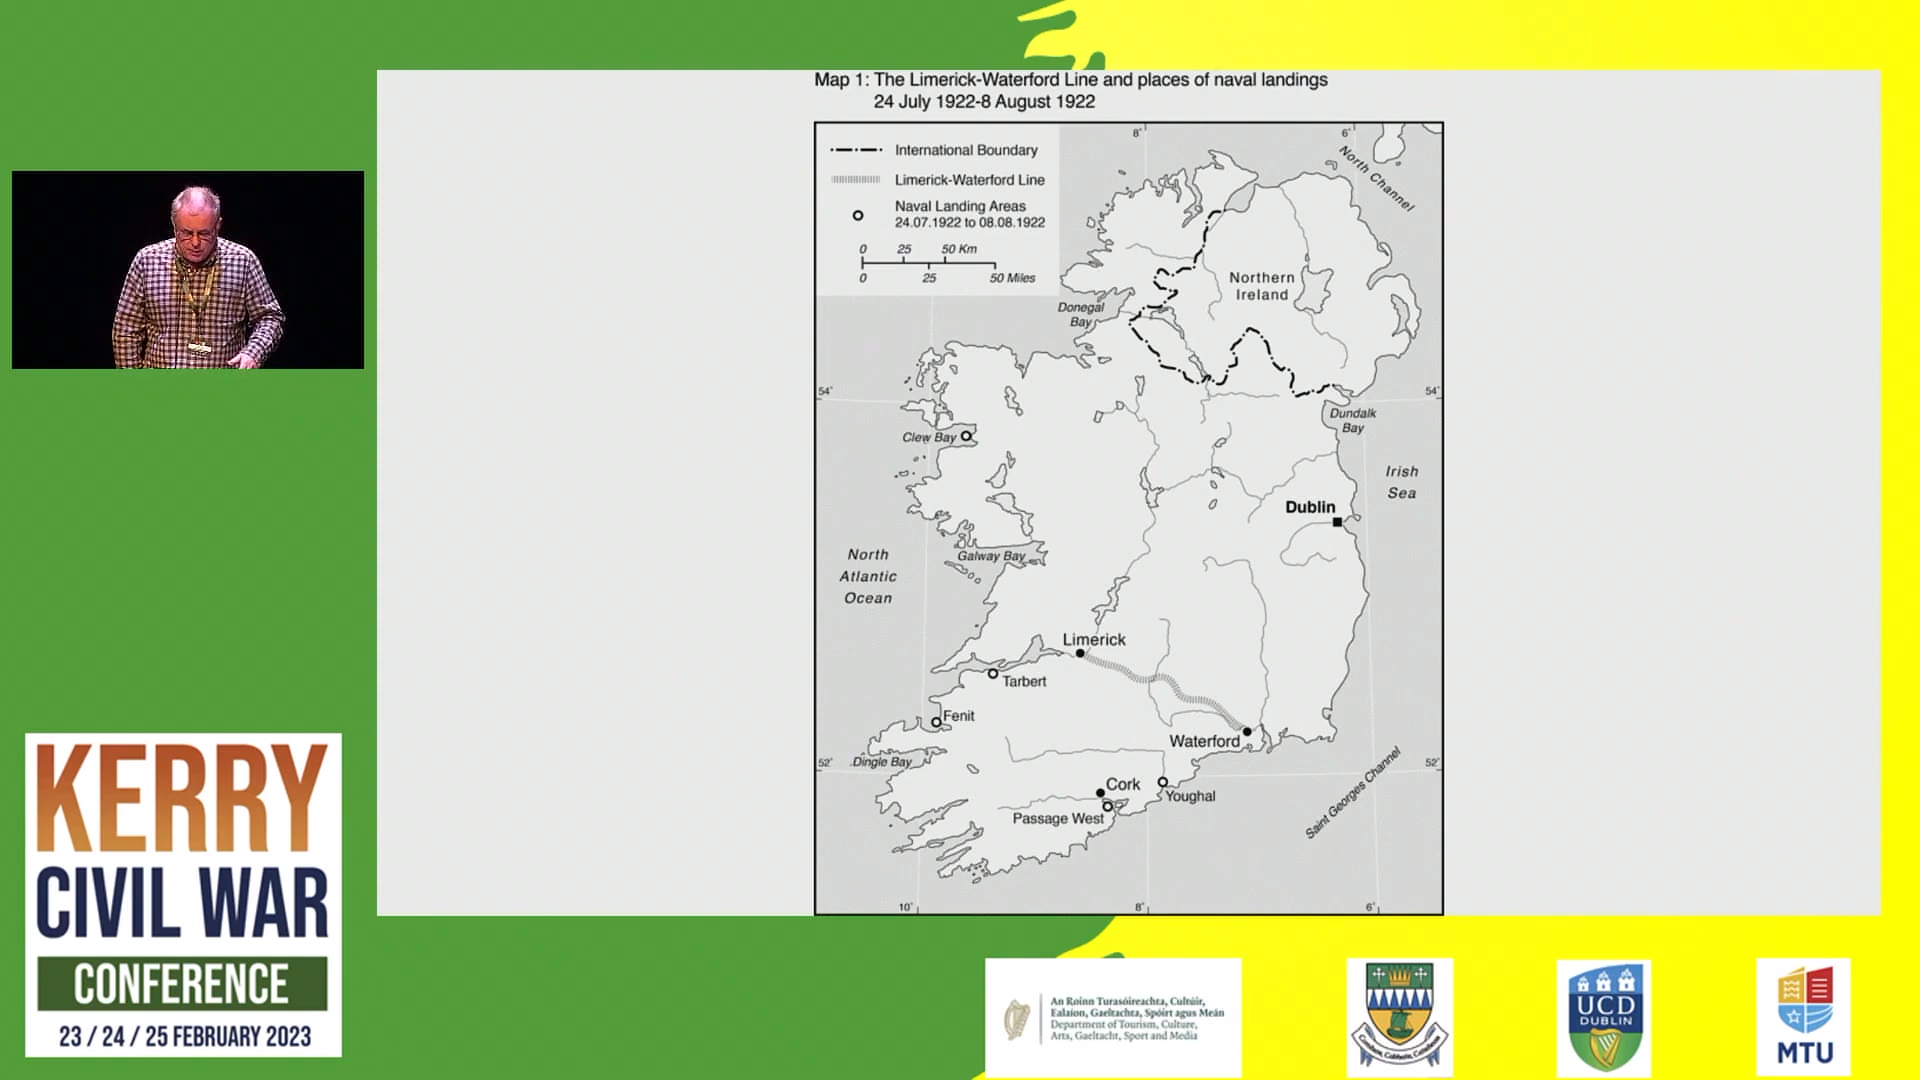 Map 1: The Limerick-Waterford Line and places of naval landings
24 July 1922-8 August 1922
8°
6°
International Boundary
Limerick-Waterford Line
Naval Landing Areas
24.07.1922 to 08.08.1922
0 25 50 Km
0 25 50 Miles
North Channel
Northern
Ireland
Donegal
Bay
54°
54°
Dundalk
Bay
Clew Bay
Irish
Sea
Dublin
North
Atlantic
Ocean
Galway Bay
Limerick
Tarbert
Fenit
Waterford
Dingle Bay
52°
52°
Cork
Youghal
Passage West
Saint Georges Channel
10°
8°
6°
KERRY
CIVIL WAR
CONFERENCE
23 / 24 / 25 FEBRUARY 2023
An Roinn Turasóireachta, Cultúir,
Ealaíon, Gaeltachta, Spóirt agus Meán
Department of Tourism, Culture,
Arts, Gaeltacht, Sport and Media
UCD
DUBLIN
MTU